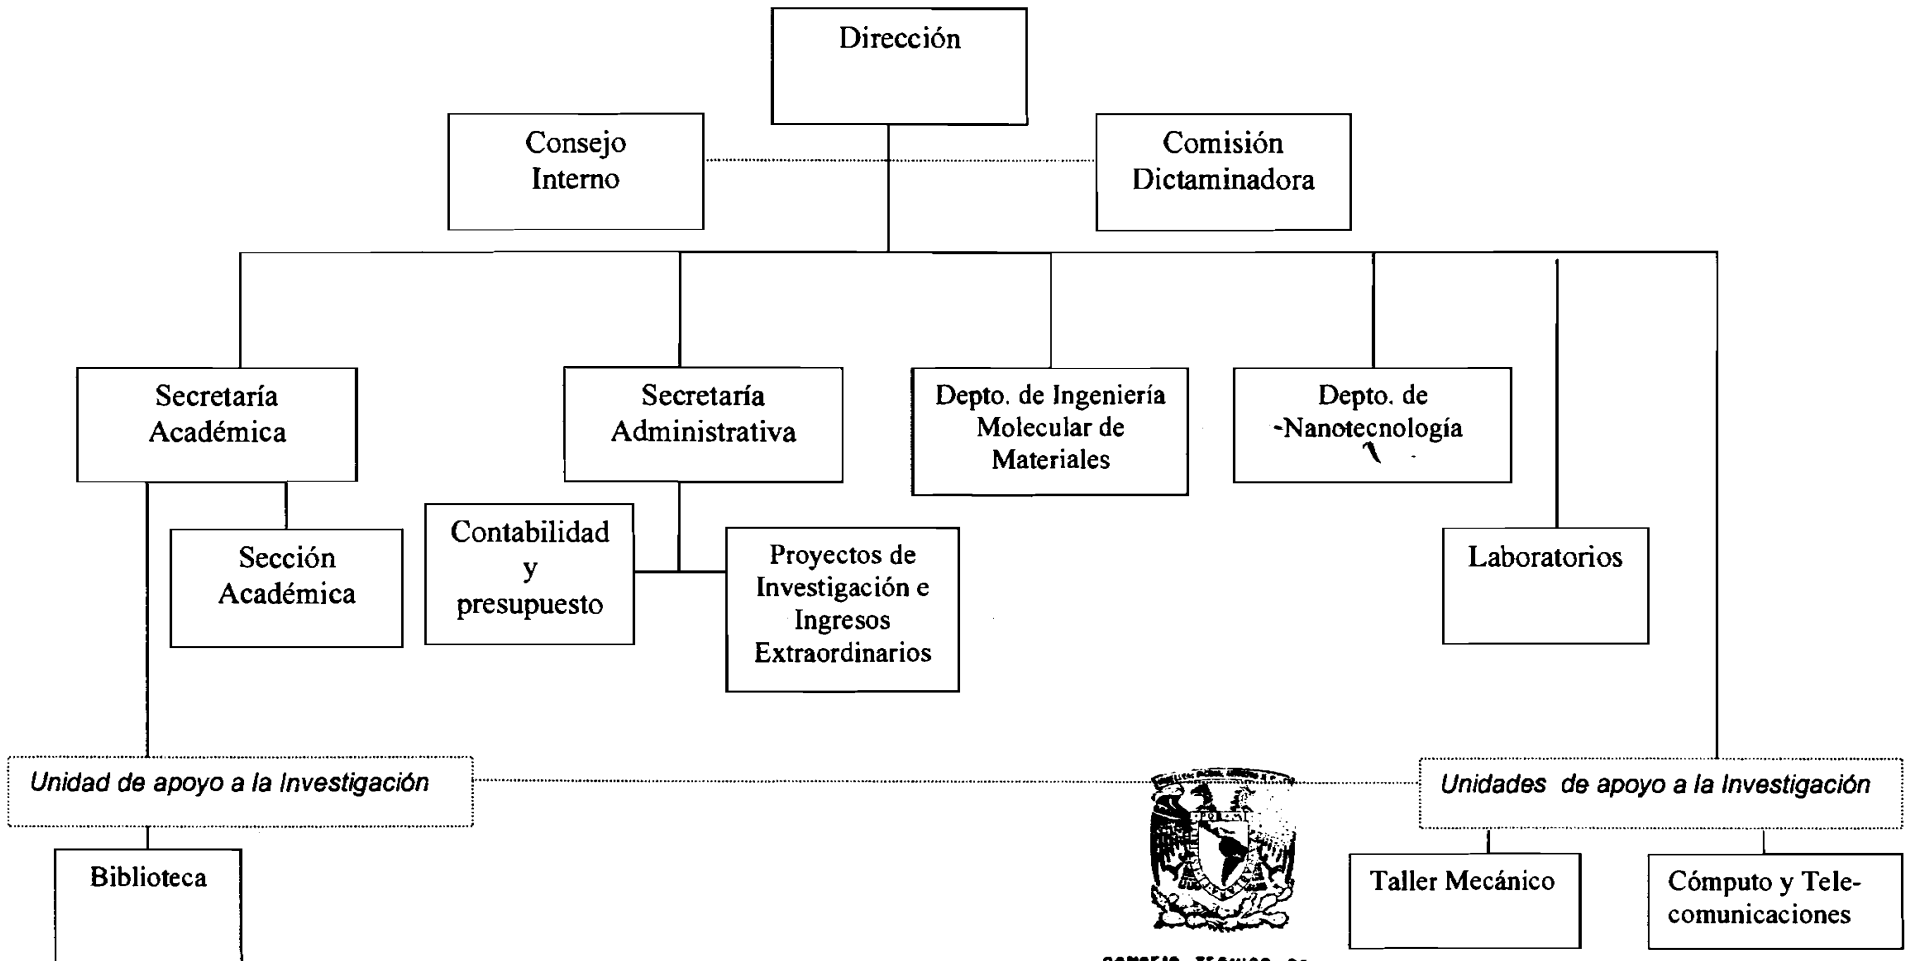 Dirección
Consejo
Interno
Comisión
Dictaminadora
Secretaría
Académica
Secretaría
Administrativa
Depto. de Ingeniería
Molecular de
Materiales
Depto. de
Nanotecnología
Sección
Académica
Contabilidad
y
presupuesto
Proyectos de
Investigación e
Ingresos
Extraordinarios
Laboratorios
Unidad de apoyo a la Investigación
Unidades de apoyo a la Investigación
Biblioteca
Taller Mecánico
Cómputo y Tele-
comunicaciones